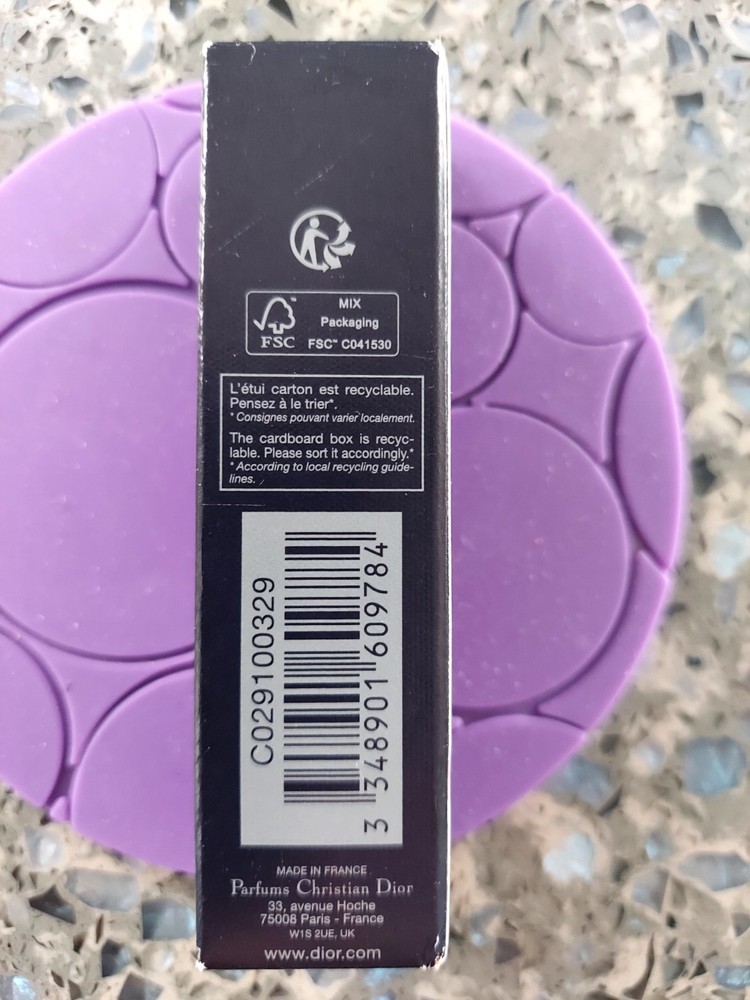 FSC™
MIX
Packaging
FSC™ C041530
L'étui carton est recyclable.
Pensez à le trier*.
* Consignes pouvant varier localement.
The cardboard box is recyc-
lable. Please sort it accordingly.*
* According to local recycling guide-
lines.
C029100329
3 348901 609784
MADE IN FRANCE
Parfums Christian Dior
33, avenue Hoche
75008 Paris - France
W1S 2UE, UK
www.dior.com